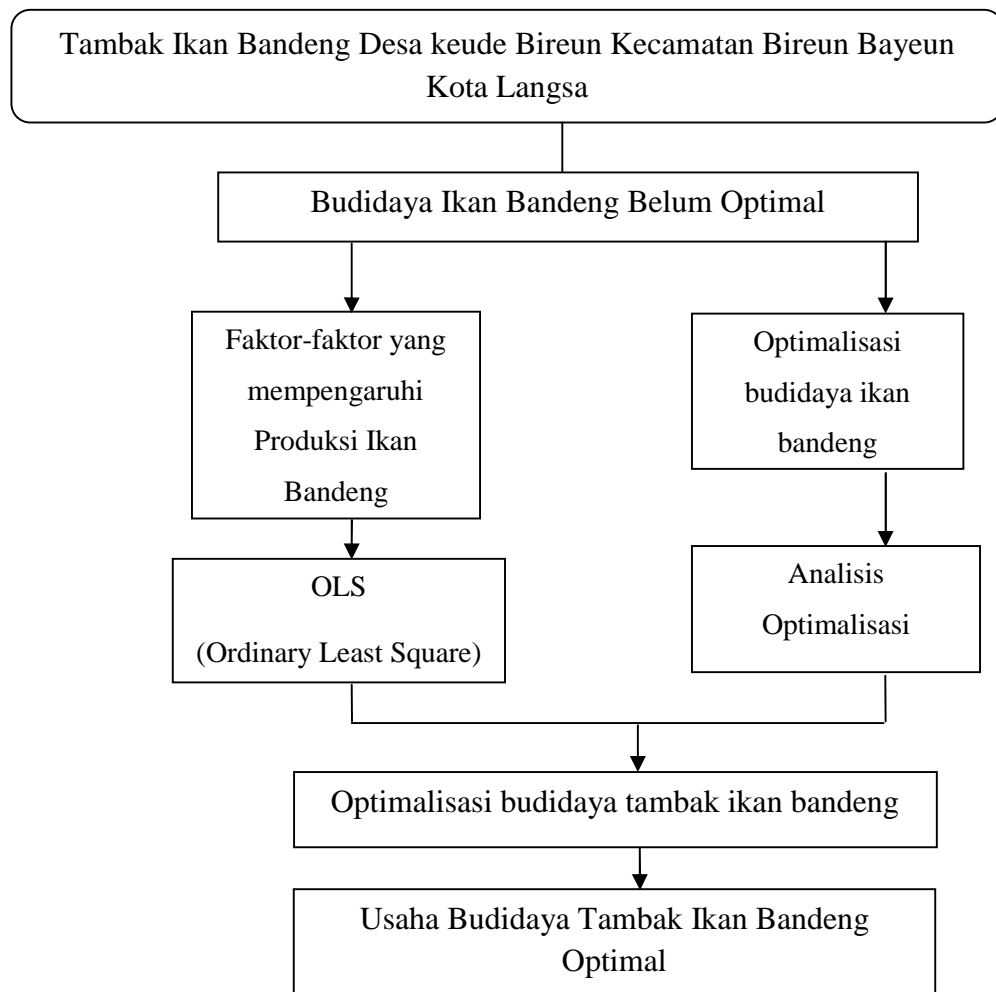 Tambak Ikan Bandeng Desa keude Bireun Kecamatan Bireun Bayeun
Kota Langsa
Budidaya Ikan Bandeng Belum Optimal
Faktor-faktor yang
mempengaruhi
Produksi Ikan
Bandeng
Optimalisasi
budidaya ikan
bandeng
OLS
(Ordinary Least Square)
Analisis
Optimalisasi
Optimalisasi budidaya tambak ikan bandeng
Usaha Budidaya Tambak Ikan Bandeng
Optimal